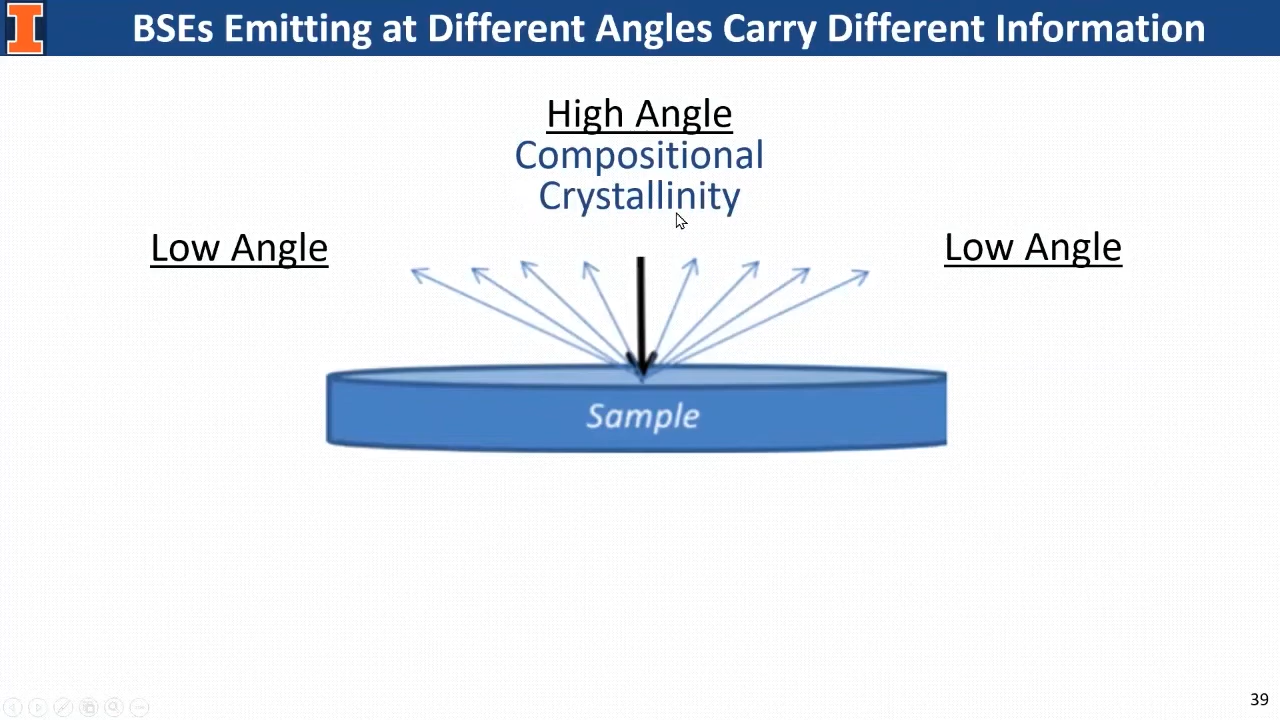 BSEs Emitting at Different Angles Carry Different Information
High Angle
Compositional
Crystallinity
Low Angle
Low Angle
Sample
39